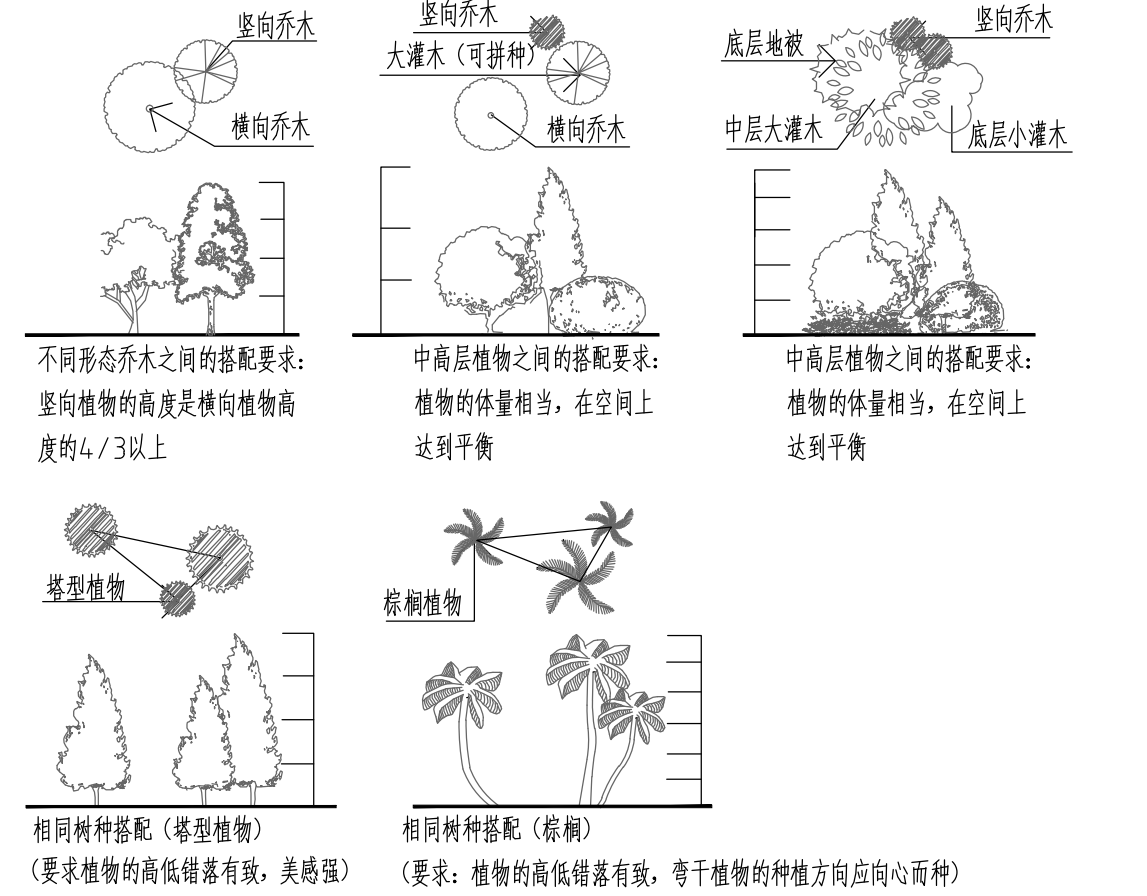 竖向乔木
横向乔木
竖向乔木
大灌木（可拼种）
横向乔木
竖向乔木
底层地被
中层大灌木
底层小灌木
不同形态乔木之间的搭配要求：
竖向植物的高度是横向植物高
度的4/3以上
中高层植物之间的搭配要求：
植物的体量相当，在空间上
达到平衡
中高层植物之间的搭配要求：
植物的体量相当，在空间上
达到平衡
塔型植物
棕榈植物
相同树种搭配（塔型植物）
（要求植物的高低错落有致，美感强）
相同树种搭配（棕榈）
（要求：植物的高低错落有致，弯干植物的种植方向应向心而种）